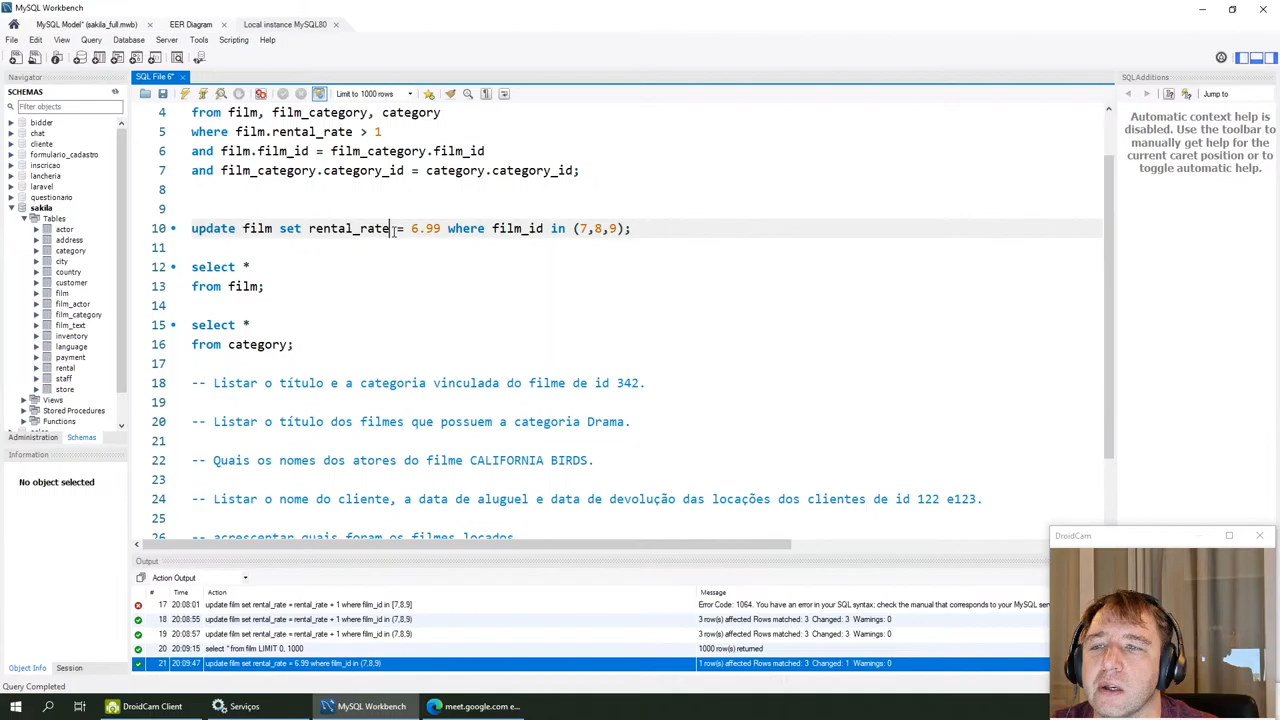 MySQL Workbench
MySQL Model* (sakila_full.mwb) × EER Diagram × Local instance MySQL80 ×
File Edit View Query Database Server Tools Scripting Help
Navigator
SCHEMAS
Filter objects
bidder
chat
cliente
formulario_cadastro
inscricao
lancheria
laravel
questionario
sakila
Tables
actor
address
category
city
country
customer
film
film_actor
film_category
film_text
inventory
language
payment
rental
staff
store
Views
Stored Procedures
Functions
Administration Schemas
Information
No object selected
Object Info Session
Query Completed
SQL File 6* ×
Limit to 1000 rows
4 from film, film_category, category
5 where film.rental_rate > 1
6 and film.film_id = film_category.film_id
7 and film_category.category_id = category.category_id;
8
9
10 update film set rental_rate = 6.99 where film_id in (7,8,9);
11
12 select *
13 from film;
14
15 select *
16 from category;
17
18 -- Listar o título e a categoria vinculada do filme de id 342.
19
20 -- Listar o título dos filmes que possuem a categoria Drama.
21
22 -- Quais os nomes dos atores do filme CALIFORNIA BIRDS.
23
24 -- Listar o nome do cliente, a data de aluguel e data de devolução das locações dos clientes de id 122 e123.
25
26 -- acrescentar quais foram os filmes locados
Output
Action Output
# Time Action Message
17 20:08:01 update film set rental_rate = rental_rate + 1 where film_id in [7,8,9] Error Code: 1064. You have an error in your SQL syntax; check the manual that corresponds to your MySQL serv
18 20:08:55 update film set rental_rate = rental_rate + 1 where film_id in (7,8,9) 3 row(s) affected Rows matched: 3 Changed: 3 Warnings: 0
19 20:08:57 update film set rental_rate = rental_rate + 1 where film_id in (7,8,9) 3 row(s) affected Rows matched: 3 Changed: 3 Warnings: 0
20 20:09:15 select * from film LIMIT 0, 1000 1000 row(s) returned
21 20:09:47 update film set rental_rate = 6.99 where film_id in (7,8,9) 1 row(s) affected Rows matched: 3 Changed: 1 Warnings: 0
SQLAdditions
Jump to
Automatic context help is
disabled. Use the toolbar to
manually get help for the
current caret position or to
toggle automatic help.
DroidCam
DroidCam Client Serviços MySQL Workbench meet.google.com e...